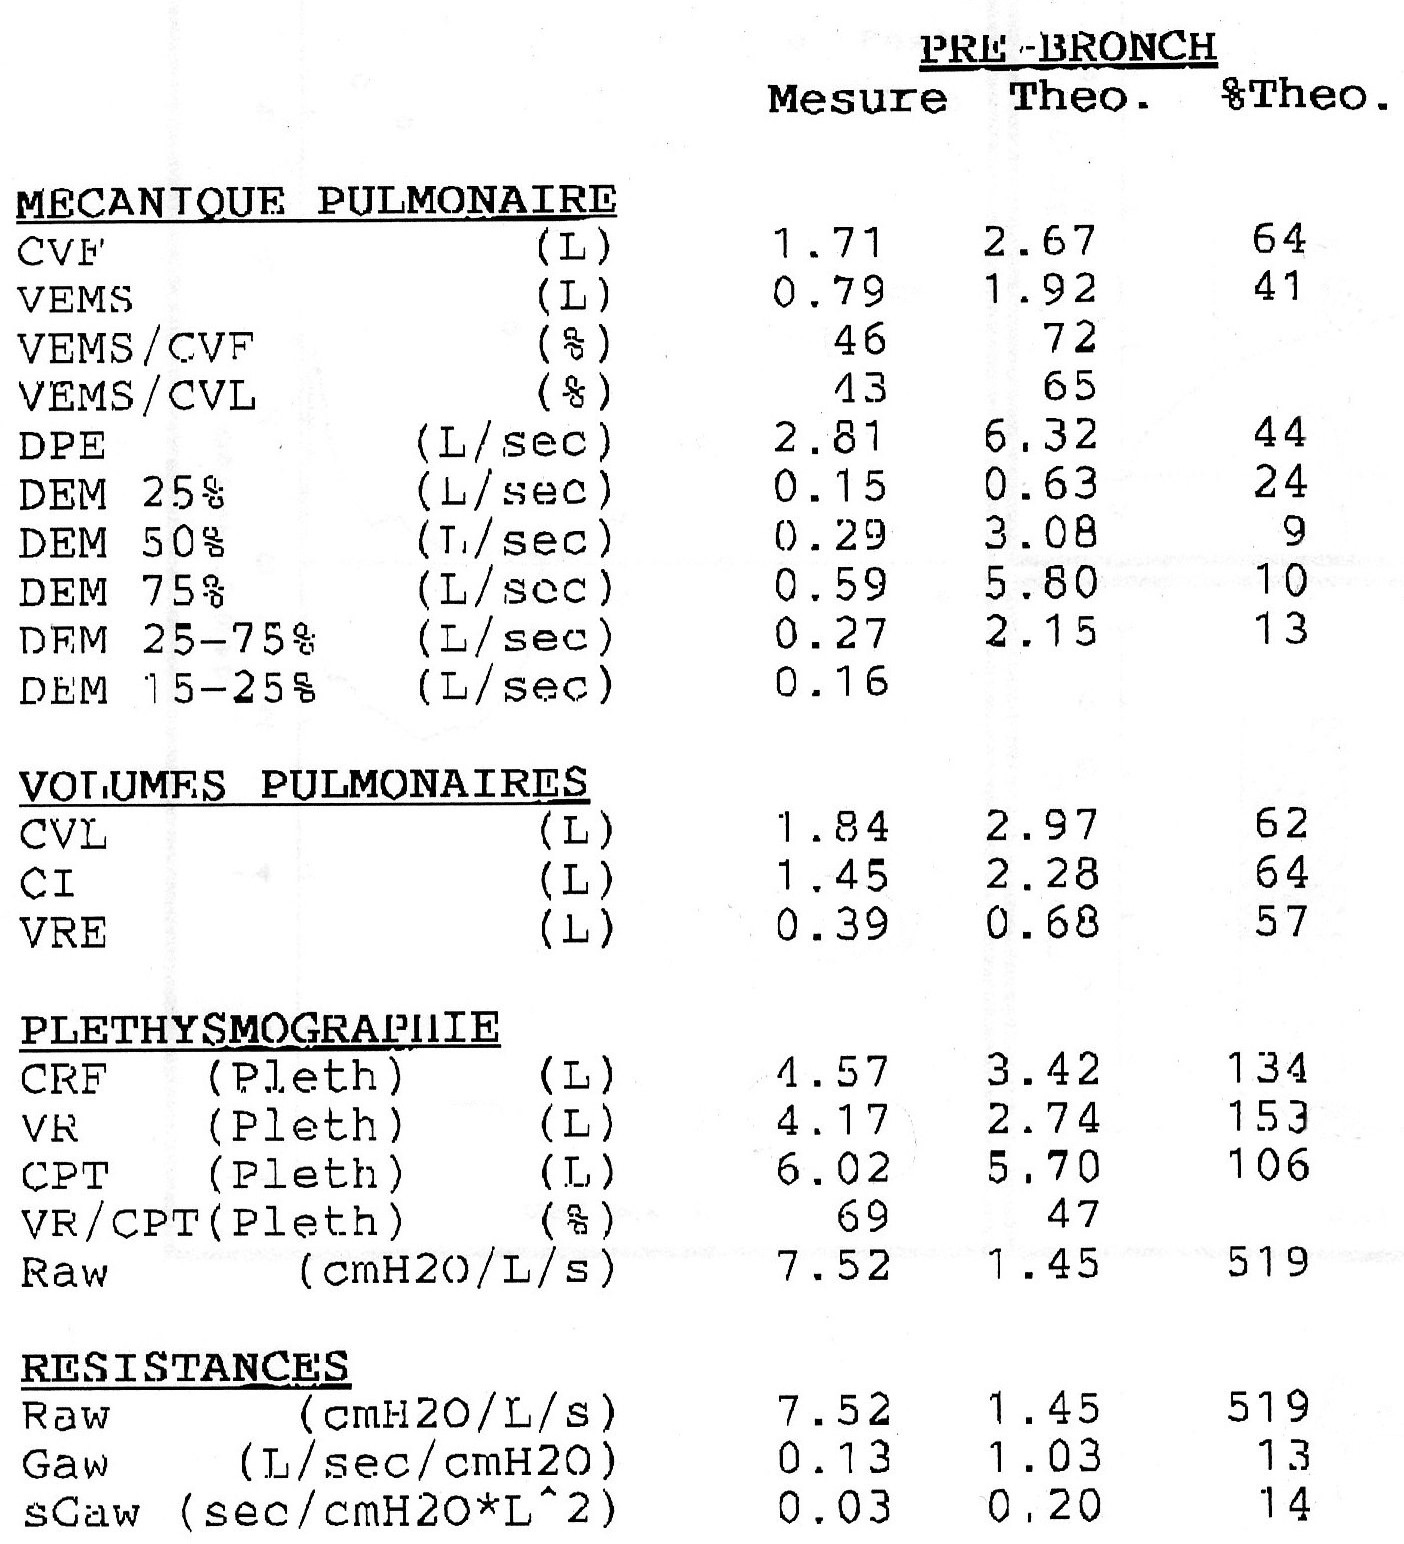 PRE-BRONCH
Mesure Theo. %Theo.
MECANIQUE PULMONAIRE
CVF (L) 1.71 2.67 64
VEMS (L) 0.79 1.92 41
VEMS/CVF (%) 46 72
VEMS/CVL (%) 43 65
DPE (L/sec) 2.81 6.32 44
DEM 25% (L/sec) 0.15 0.63 24
DEM 50% (L/sec) 0.29 3.08 9
DEM 75% (L/sec) 0.59 5.80 10
DEM 25-75% (L/sec) 0.27 2.15 13
DEM 15-25% (L/sec) 0.16
VOLUMES PULMONAIRES
CVL (L) 1.84 2.97 62
CI (L) 1.45 2.28 64
VRE (L) 0.39 0.68 57
PLETHYSMOGRAPHIE
CRF (Pleth) (L) 4.57 3.42 134
VR (Pleth) (L) 4.17 2.74 153
CPT (Pleth) (L) 6.02 5.70 106
VR/CPT(Pleth) (%) 69 47
Raw (cmH2O/L/s) 7.52 1.45 519
RESISTANCES
Raw (cmH2O/L/s) 7.52 1.45 519
Gaw (L/sec/cmH2O) 0.13 1.03 13
sGaw (sec/cmH2O*L^2) 0.03 0.20 14